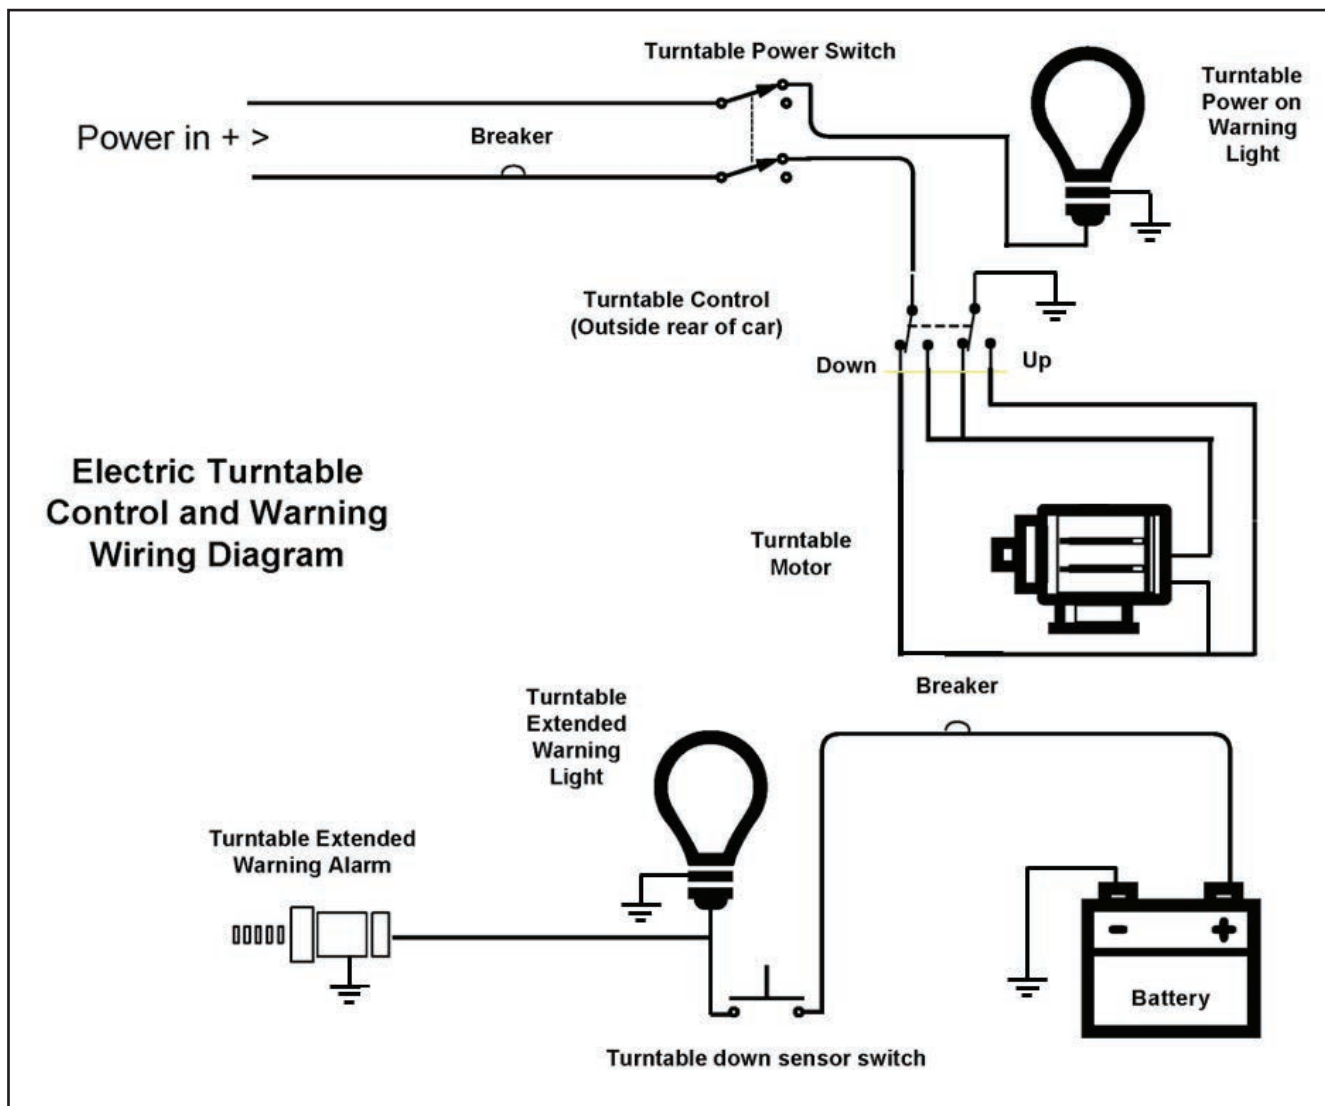 Turntable Power Switch
Turntable
Power on
Warning
Light
Power in + >
Breaker
Turntable Control
(Outside rear of car)
Down
Up
Electric Turntable
Control and Warning
Wiring Diagram
Turntable
Motor
Breaker
Turntable
Extended
Warning
Light
Turntable Extended
Warning Alarm
- +
Battery
Turntable down sensor switch